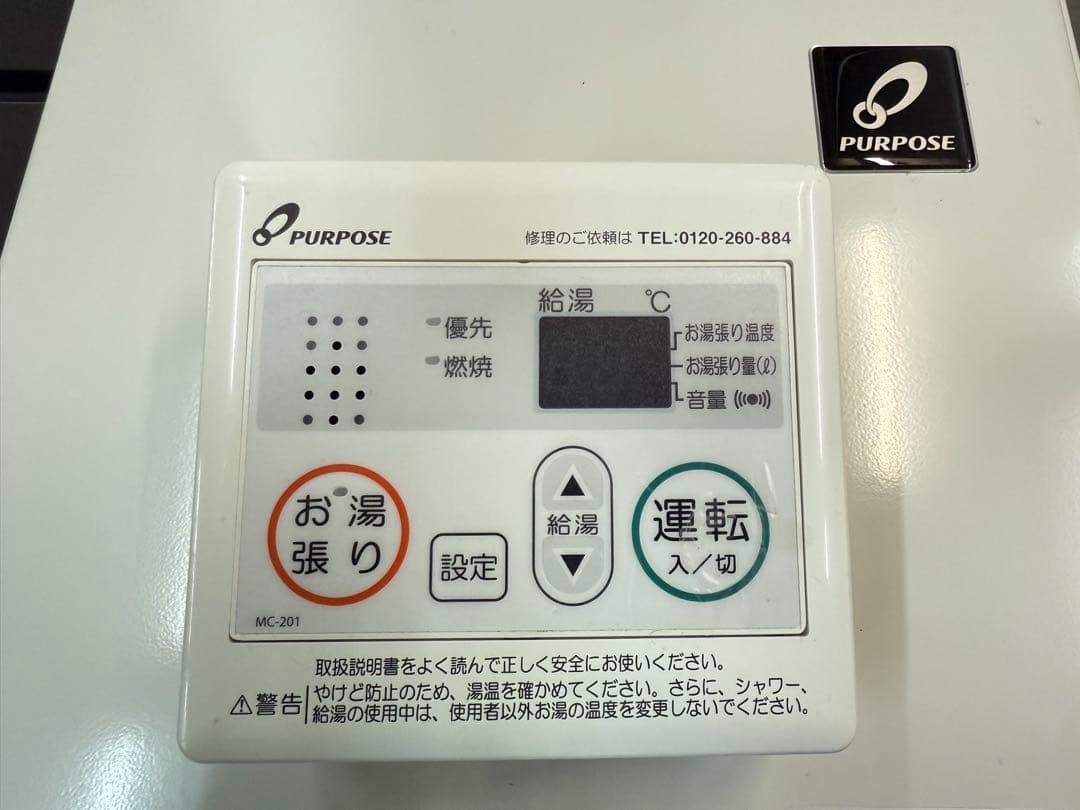 PURPOSE
PURPOSE
修理のご依頼は TEL:0120-260-884
給湯 ℃
優先
燃焼
お湯張り温度
お湯張り量(ℓ)
音量
お湯
張り
設定
給湯
運転
入/切
MC-201
取扱説明書をよく読んで正しく安全にお使いください。
警告
やけど防止のため、湯温を確かめてください。さらに、シャワー、
給湯の使用中は、使用者以外お湯の温度を変更しないでください。